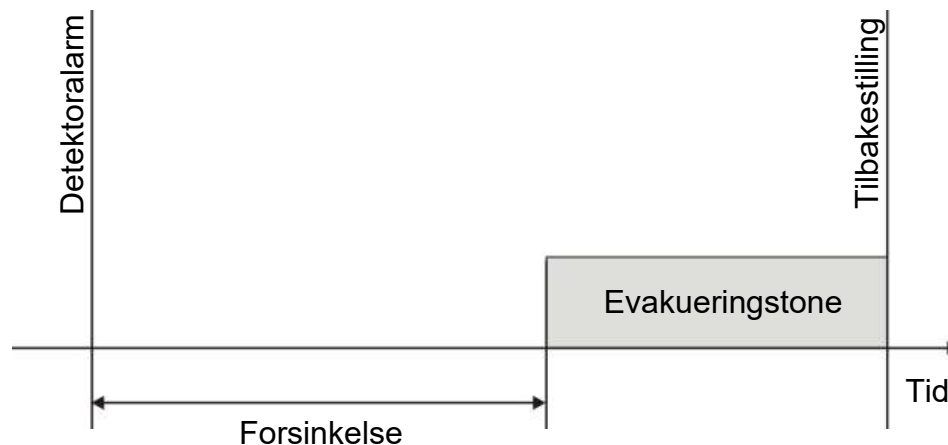 Detektoralarm
Tilbakestilling
Evakueringstone
Tid
Forsinkelse